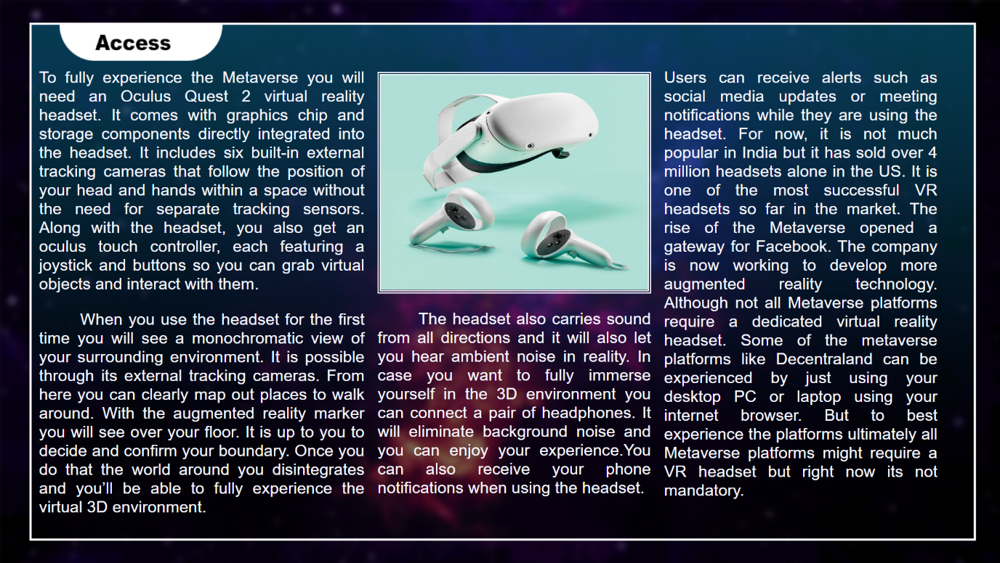 Access
To fully experience the Metaverse you will
need an Oculus Quest 2 virtual reality
headset. It comes with graphics chip and
storage components directly integrated into
the headset. It includes six built-in external
tracking cameras that follow the position of
your head and hands within a space without
the need for separate tracking sensors.
Along with the headset, you also get an
oculus touch controller, each featuring a
joystick and buttons so you can grab virtual
objects and interact with them.
When you use the headset for the first
time you will see a monochromatic view of
your surrounding environment. It is possible
through its external tracking cameras. From
here you can clearly map out places to walk
around. With the augmented reality marker
you will see over your floor. It is up to you to
decide and confirm your boundary. Once you
do that the world around you disintegrates
and you’ll be able to fully experience the
virtual 3D environment.
The headset also carries sound
from all directions and it will also let
you hear ambient noise in reality. In
case you want to fully immerse
yourself in the 3D environment you
can connect a pair of headphones. It
will eliminate background noise and
you can enjoy your experience.You
can also receive your phone
notifications when using the headset.
Users can receive alerts such as
social media updates or meeting
notifications while they are using the
headset. For now, it is not much
popular in India but it has sold over 4
million headsets alone in the US. It is
one of the most successful VR
headsets so far in the market. The
rise of the Metaverse opened a
gateway for Facebook. The company
is now working to develop more
augmented reality technology.
Although not all Metaverse platforms
require a dedicated virtual reality
headset. Some of the metaverse
platforms like Decentraland can be
experienced by just using your
desktop PC or laptop using your
internet browser. But to best
experience the platforms ultimately all
Metaverse platforms might require a
VR headset but right now its not
mandatory.